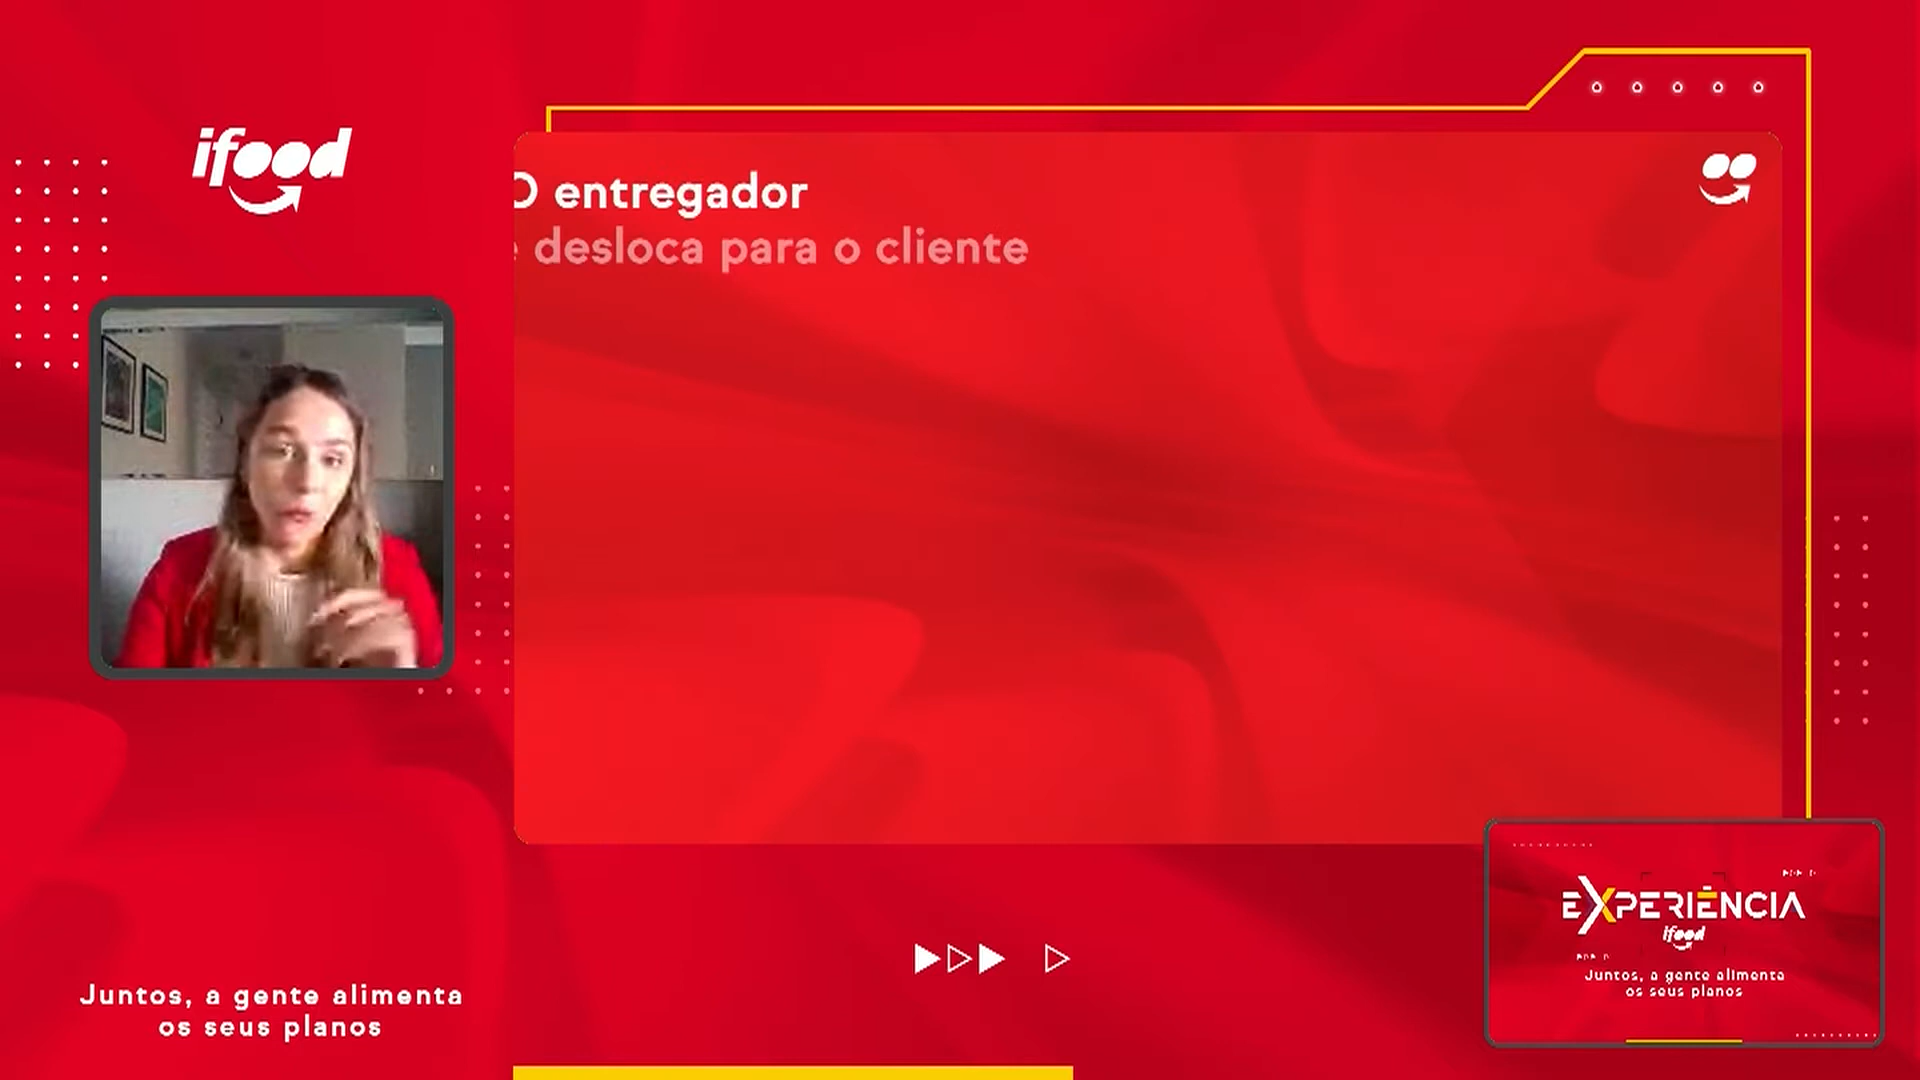 ifood
O entregador
e desloca para o cliente
EXPERIÊNCIA
ifood
Juntos, a gente alimenta
os seus planos
Juntos, a gente alimenta
os seus planos